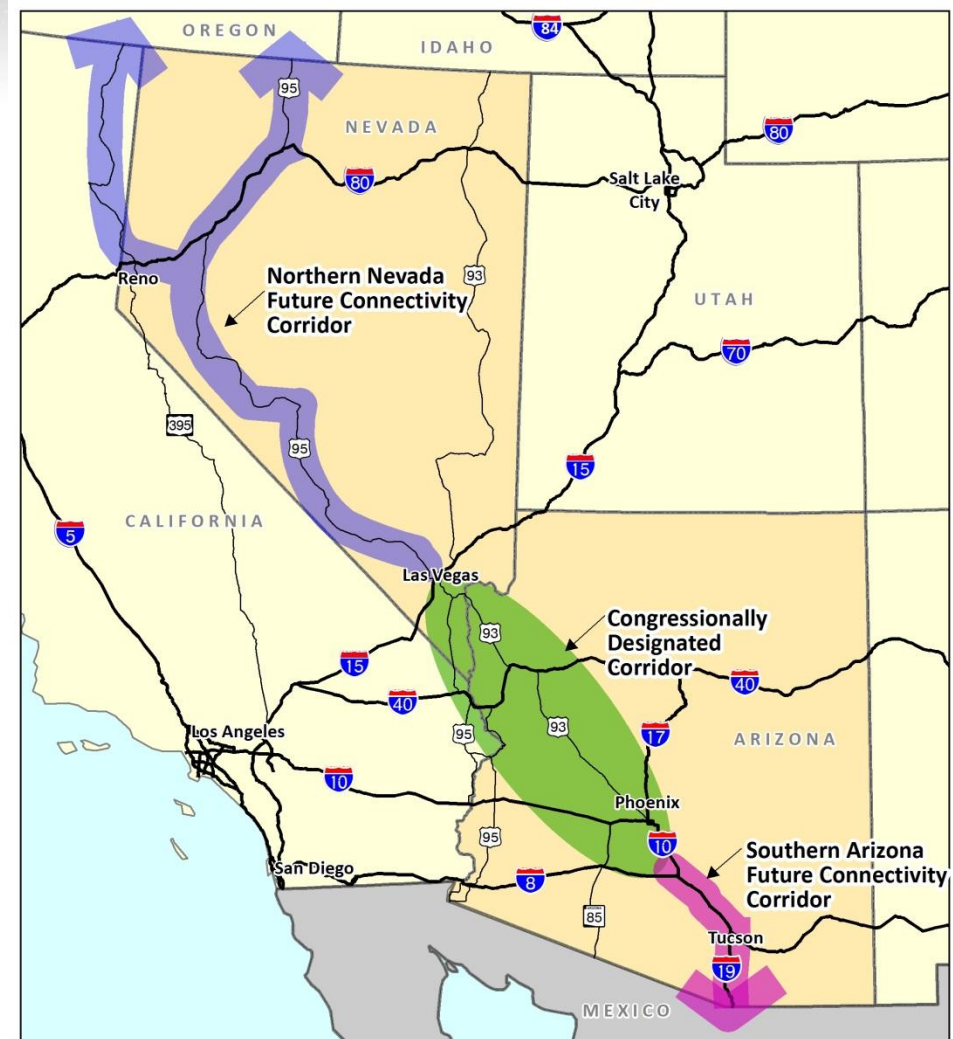 OREGON
IDAHO
84
95
NEVADA
80
80
Salt Lake
City
Reno
Northern Nevada
Future Connectivity
Corridor
93
UTAH
70
395
95
15
5
CALIFORNIA
Las Vegas
Congressionally
Designated
Corridor
93
15
40
40
93
17
95
Los Angeles
ARIZONA
10
Phoenix
95
10
Southern Arizona
Future Connectivity
Corridor
San Diego
8
85
Tucson
19
MEXICO